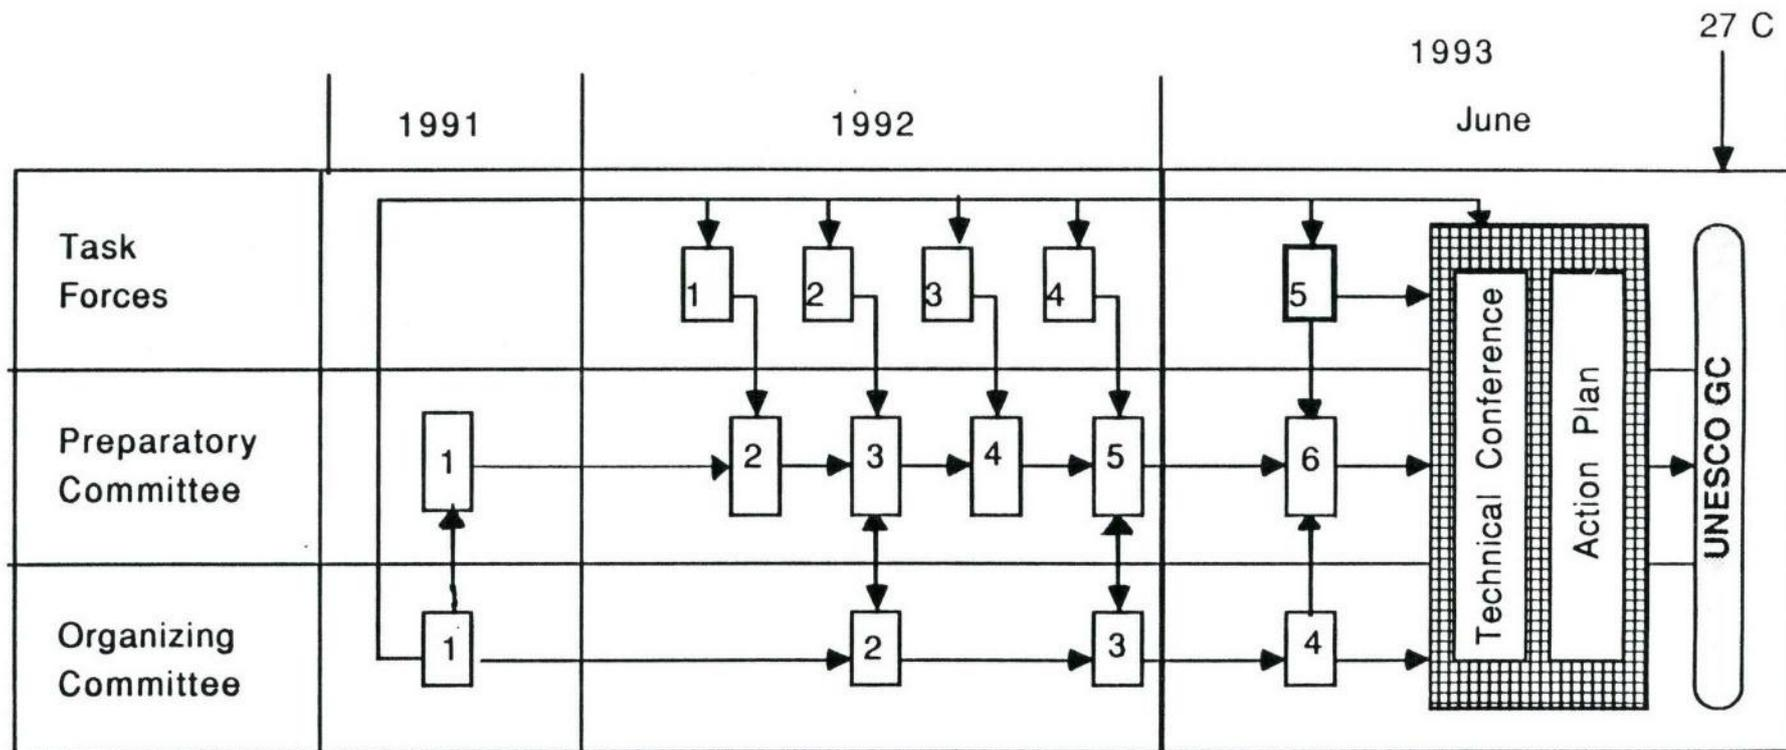 27 C
1993
1991
1992
June
Task
Forces
1
2
3
4
5
Preparatory
Committee
1
2
3
4
5
6
Organizing
Committee
1
2
3
4
Technical Conference
Action Plan
UNESCO GC